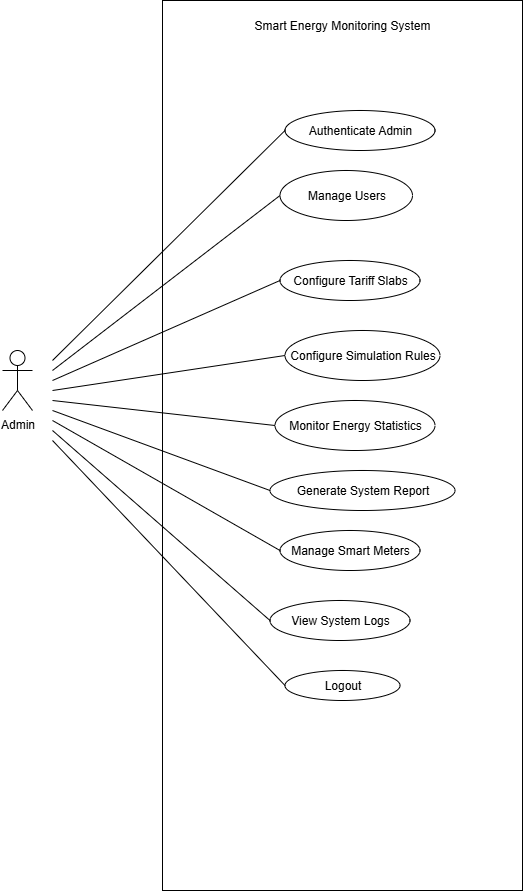 Smart Energy Monitoring System
Authenticate Admin
Manage Users
Configure Tariff Slabs
Configure Simulation Rules
Admin
Monitor Energy Statistics
Generate System Report
Manage Smart Meters
View System Logs
Logout